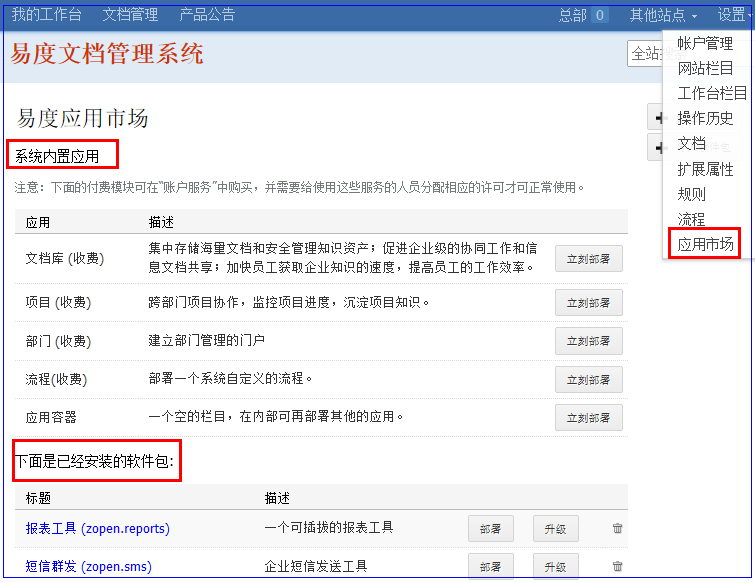 我的工作台 文档管理 产品公告 总部 0 其他站点 设置
易度文档管理系统
全站搜
帐户管理
网站栏目
工作台栏目
操作历史
文档
扩展属性
规则
流程
应用市场
易度应用市场
系统内置应用
注意：下面的付费模块可在“账户服务”中购买，并需要给使用这些服务的人员分配相应的许可才可正常使用。
应用 描述
文档库 (收费) 集中存储海量文档和安全管理知识资产；促进企业级的协同工作和信
息文档共享；加快员工获取企业知识的速度，提高员工的工作效率。 立刻部署
项目 (收费) 跨部门项目协作，监控项目进度，沉淀项目知识。 立刻部署
部门 (收费) 建立部门管理的门户 立刻部署
流程(收费) 部署一个系统自定义的流程。 立刻部署
应用容器 一个空的栏目，在内部可再部署其他的应用。 立刻部署
下面是已经安装的软件包:
标题 描述
报表工具 (zopen.reports) 一个可插拔的报表工具 部署 升级
短信群发 (zopen.sms) 企业短信发送工具 部署 升级